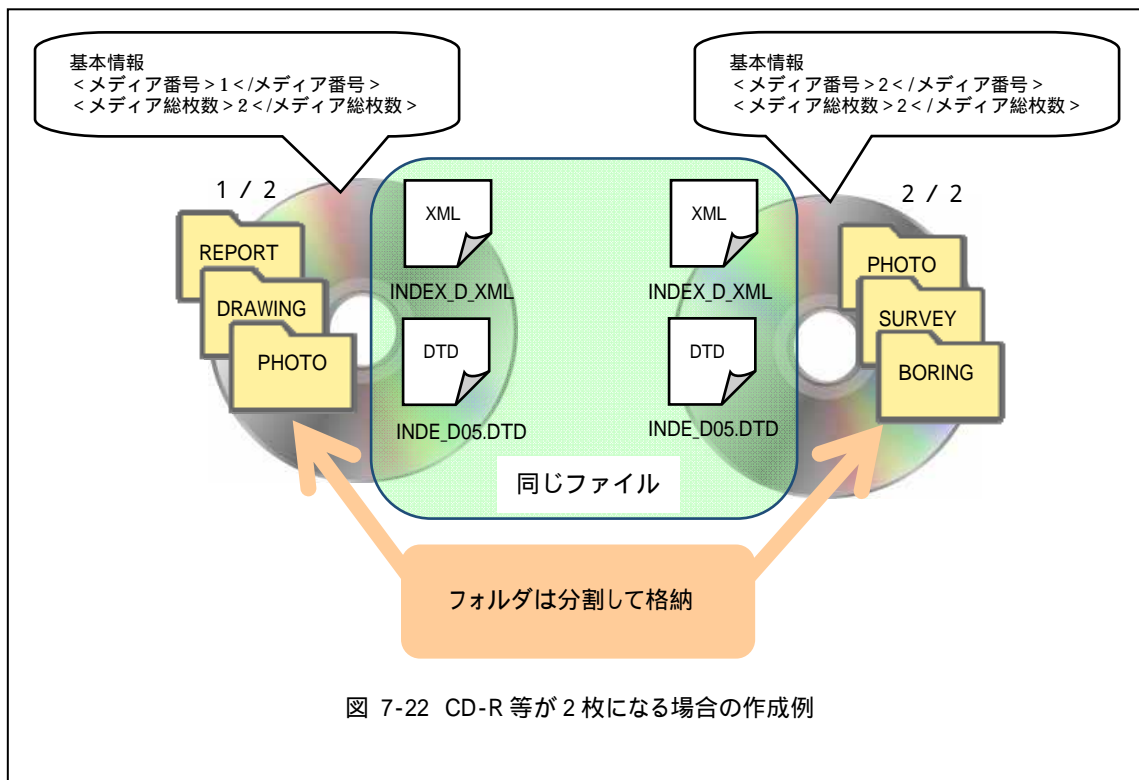 基本情報
<メディア番号>1</メディア番号>
<メディア総枚数>2</メディア総枚数>
基本情報
<メディア番号>2</メディア番号>
<メディア総枚数>2</メディア総枚数>
1 / 2
REPORT
DRAWING
PHOTO
XML
INDEX_D_XML
DTD
INDE_D05.DTD
XML
INDEX_D_XML
DTD
INDE_D05.DTD
2 / 2
PHOTO
SURVEY
BORING
同じファイル
フォルダは分割して格納
図 7-22 CD-R 等が 2 枚になる場合の作成例